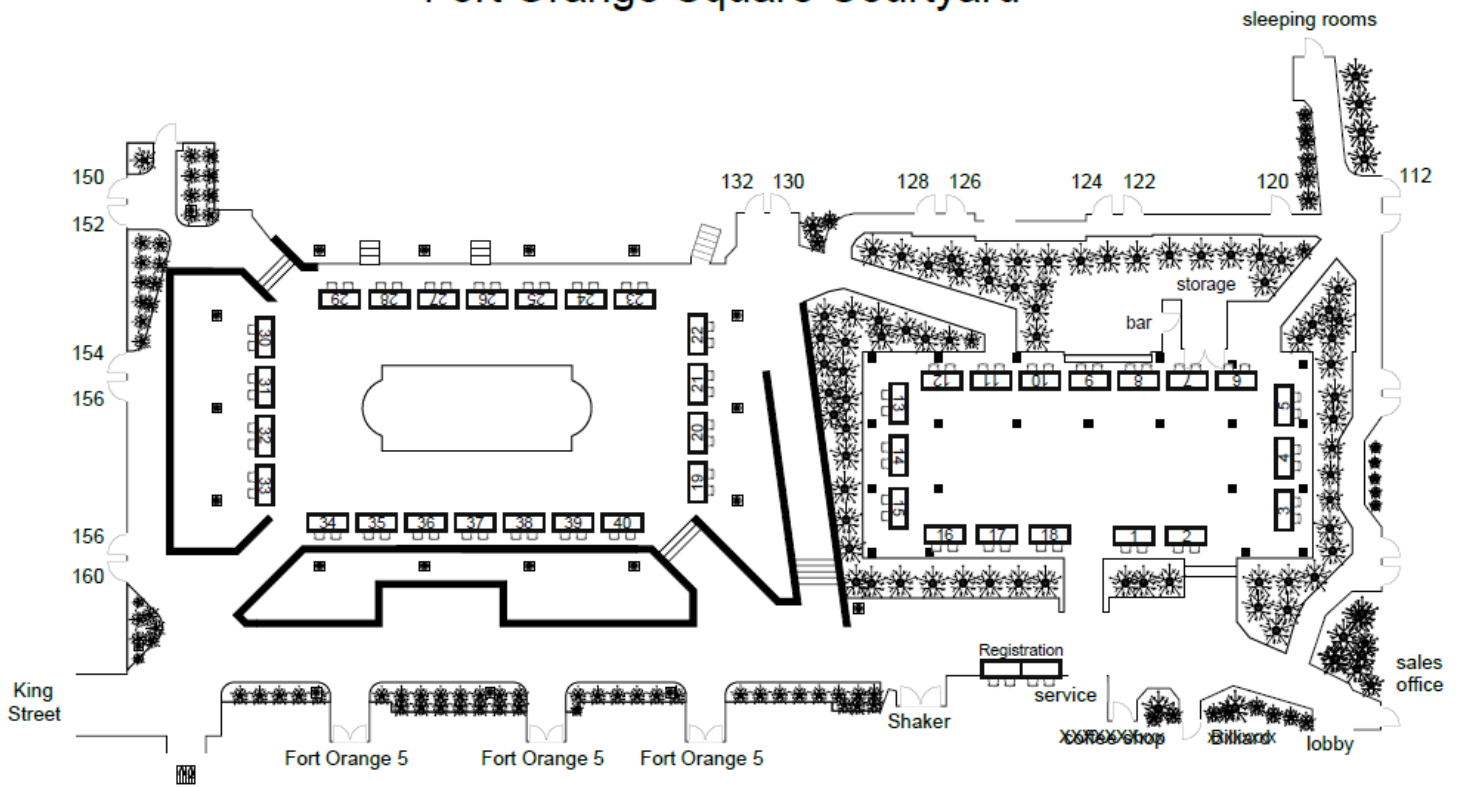 Fort Orange Square Courtyard
sleeping rooms
150
132 130
128 126
124 122
120
112
152
storage
bar
29 28 27 26 25 24 23
30
22
154
31
21
156
32
20
33
19
12 11 10 9 8 7 6
13
5
14
4
15
3
34 35 36 37 38 39 40
16 17 18
1 2
156
160
Registration
King
Street
service
sales
office
Shaker
coffee shop
Billiard
lobby
Fort Orange 5
Fort Orange 5
Fort Orange 5